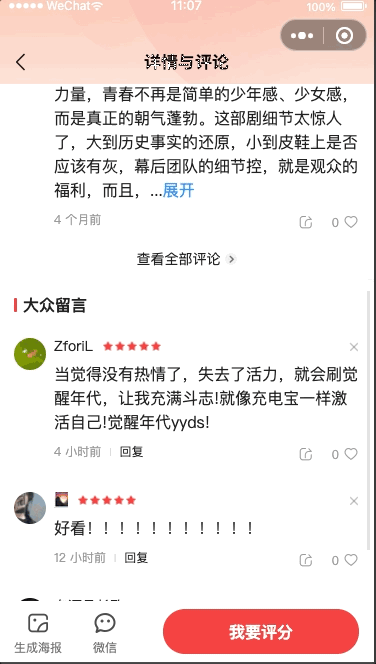 WeChat 11:07 100%
详情与评论
力量，青春不再是简单的少年感、少女感，
而是真正的朝气蓬勃。这部剧细节太惊人
了，大到历史事实的还原，小到皮鞋上是否
应该有灰，幕后团队的细节控，就是观众的
福利，而且，...展开
4 个月前 0
查看全部评论
大众留言
ZforiL
当觉得没有热情了，失去了活力，就会刷觉
醒年代，让我充满斗志!就像充电宝一样激
活自己!觉醒年代yyds!
4 小时前 回复 0
好看！！！！！！！！！！！
12 小时前 回复 0
生成海报 微信 我要评分